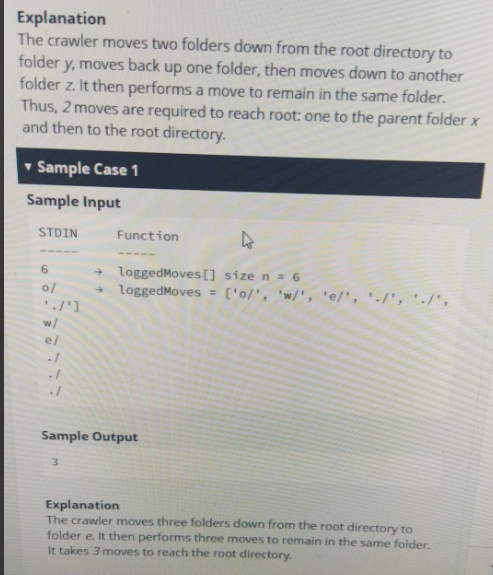 Explanation
The crawler moves two folders down from the root directory to
folder y, moves back up one folder, then moves down to another
folder z. It then performs a move to remain in the same folder.
Thus, 2 moves are required to reach root: one to the parent folder x
and then to the root directory.
▼ Sample Case 1
Sample Input
STDIN Function
----- -----
6 → loggedMoves[] size n = 6
o/ → loggedMoves = ['o/', 'w/', 'e/', './', './',
'./']
w/
e/
./
./
./
Sample Output
3
Explanation
The crawler moves three folders down from the root directory to
folder e. It then performs three moves to remain in the same folder.
It takes 3 moves to reach the root directory.